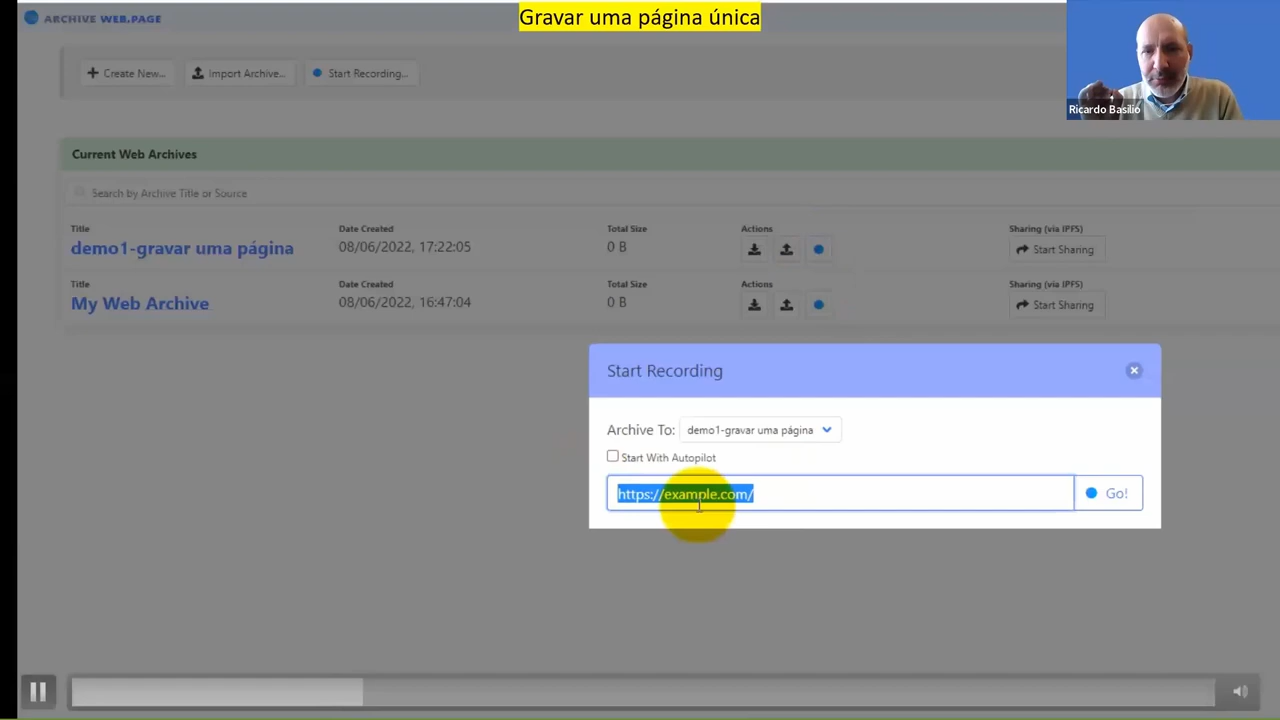 Gravar uma página única
ARCHIVE WEB.PAGE
Ricardo Basílio
Create New...
Import Archive...
Start Recording...
Current Web Archives
Search by Archive Title or Source
Title
Date Created
Total Size
Actions
Sharing (via IPFS)
demo1-gravar uma página
08/06/2022, 17:22:05
0 B
Start Sharing
Title
Date Created
Total Size
Actions
Sharing (via IPFS)
My Web Archive
08/06/2022, 16:47:04
0 B
Start Sharing
Start Recording
Archive To:
demo1-gravar uma página
Start With Autopilot
https://example.com/
Go!